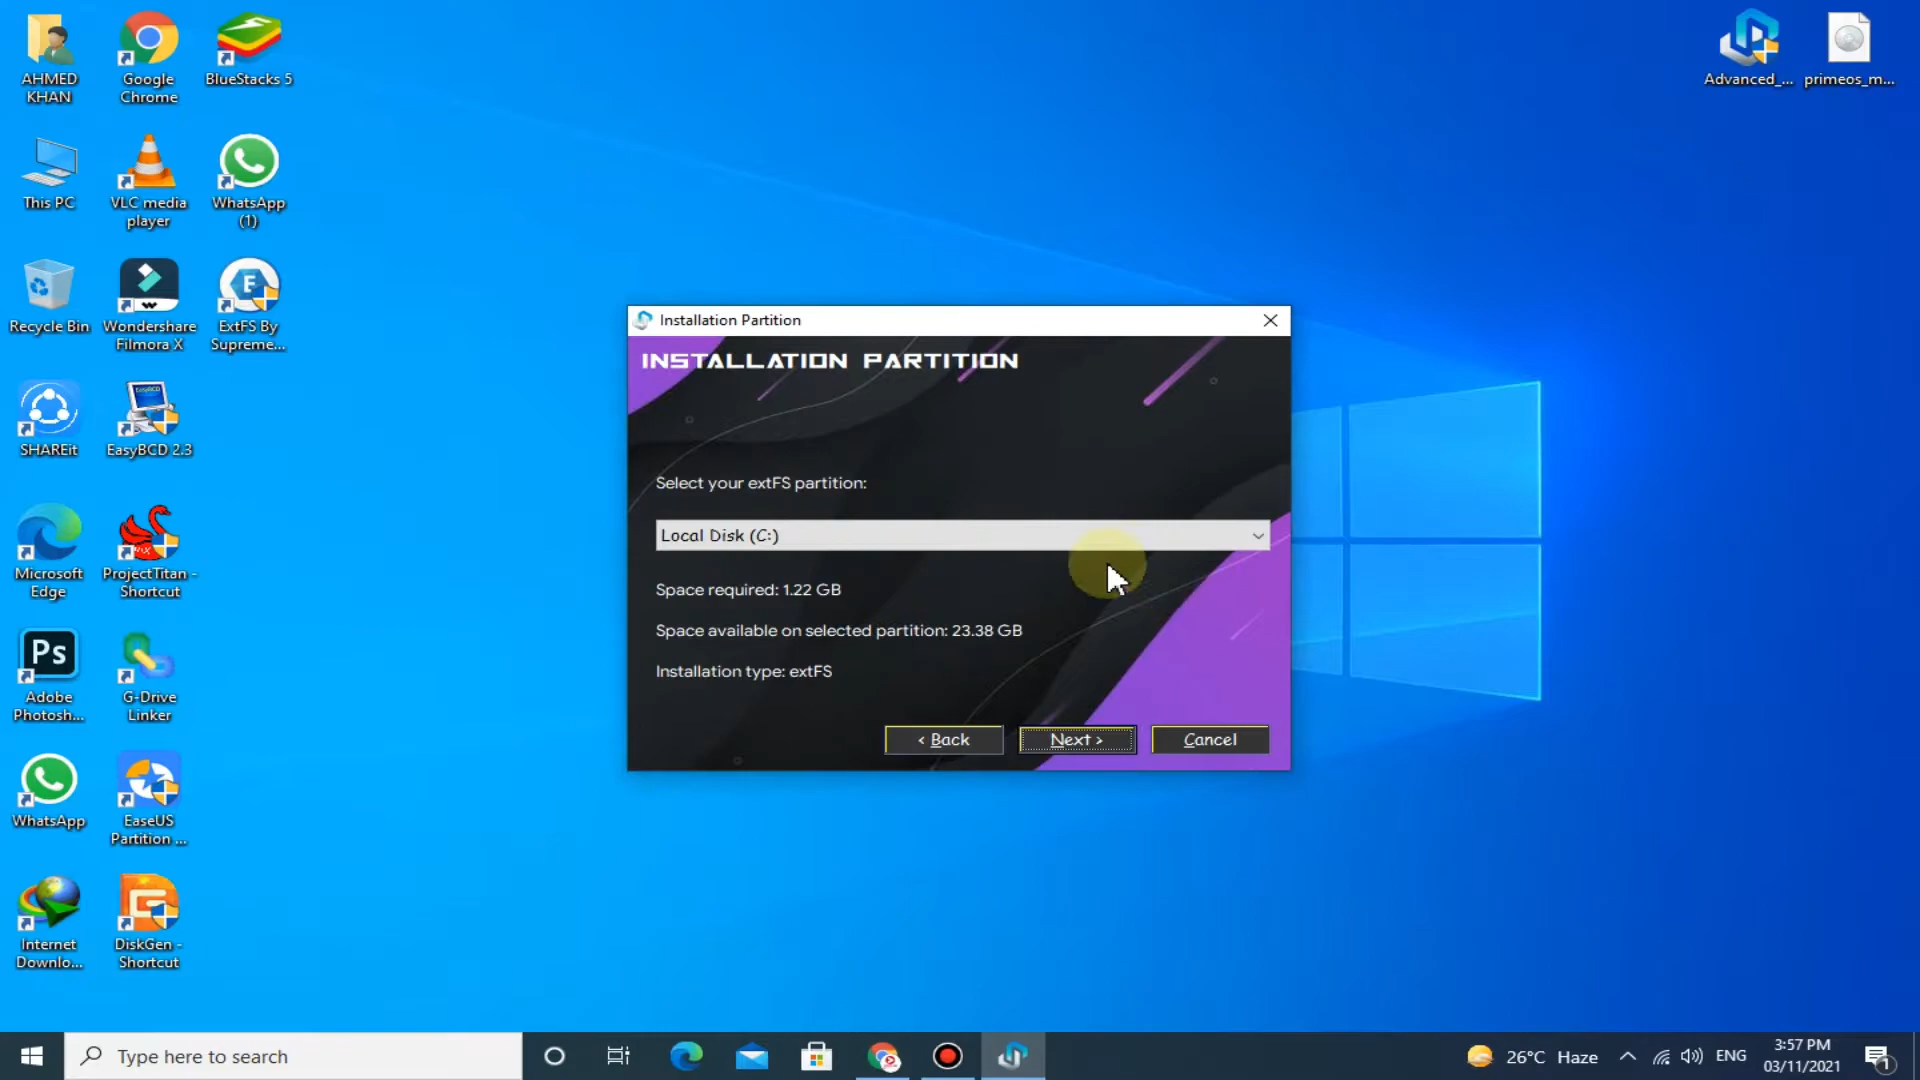 AHMED
KHAN
Google
Chrome
BlueStacks 5
Advanced_...
primeos_m...
This PC
VLC media
player
WhatsApp
(1)
Recycle Bin
Wondershare
Filmora X
E
ExtFS By
Supreme...
SHAREit
EasyBCD 2.3
Microsoft
Edge
ProjectTitan -
Shortcut
Ps
Adobe
Photosh...
G-Drive
Linker
WhatsApp
EaseUS
Partition ...
Internet
Downlo...
DiskGen -
Shortcut
Installation Partition
INSTALLATION PARTITION
Select your extFS partition:
Local Disk (C:)
Space required: 1.22 GB
Space available on selected partition: 23.38 GB
Installation type: extFS
‹ Back
Next ›
Cancel
Type here to search
26°C Haze
ENG
3:57 PM
03/11/2021
1